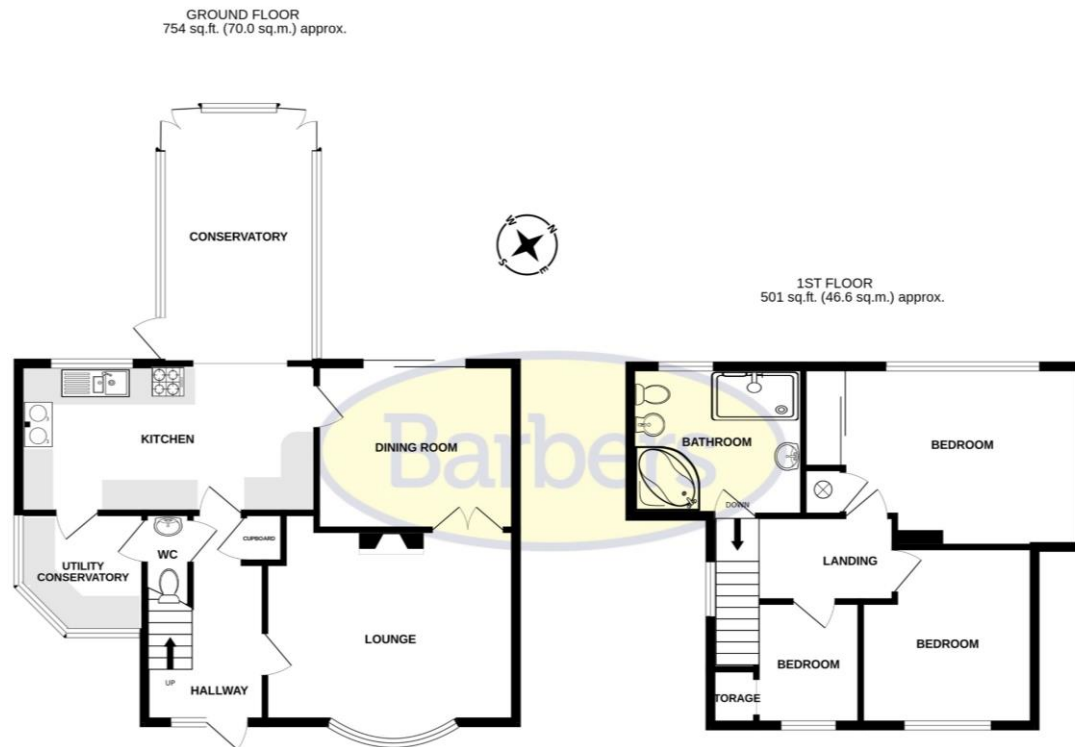 GROUND FLOOR
754 sq.ft. (70.0 sq.m.) approx.
CONSERVATORY
W
N
S
E
1ST FLOOR
501 sq.ft. (46.6 sq.m.) approx.
KITCHEN
DINING ROOM
Barbers
BATHROOM
BEDROOM
DOWN
CUPBOARD
WC
UTILITY
CONSERVATORY
LANDING
LOUNGE
BEDROOM
BEDROOM
UP
HALLWAY
TORAGE